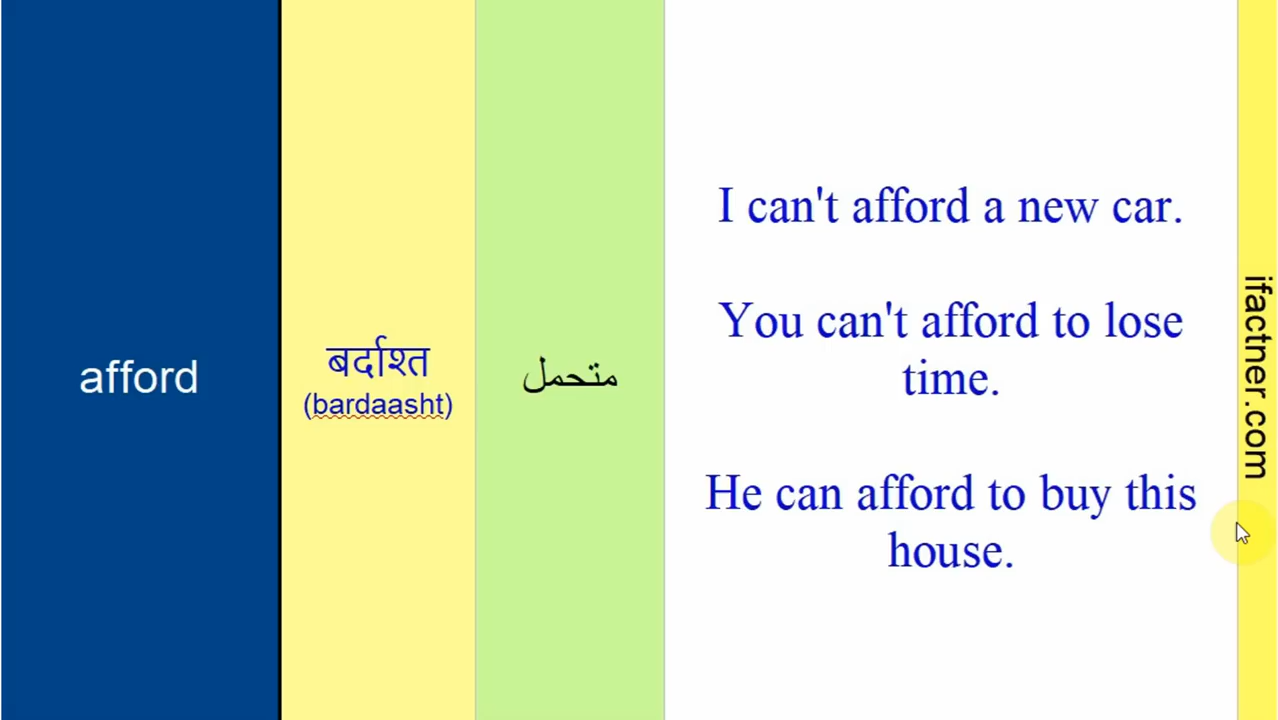 afford
बर्दाश्त
(bardaasht)
متحمل
I can't afford a new car.
You can't afford to lose
time.
He can afford to buy this
house.
ifactner.com